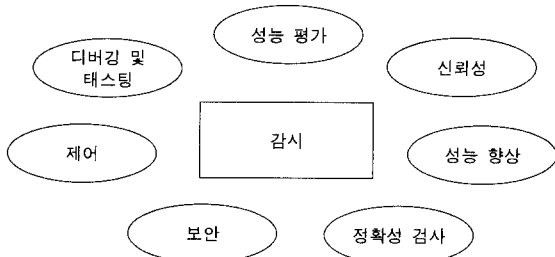 성능 평가
디버깅 및
태스팅
신뢰성
감시
제어
성능 향상
보안
정확성 검사